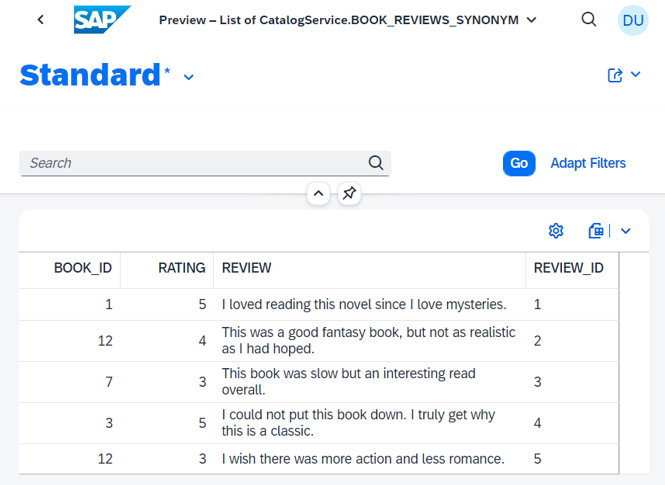 SAP Preview – List of CatalogService.BOOK_REVIEWS_SYNONYM DU
Standard*
Search Go Adapt Filters
BOOK_ID RATING REVIEW REVIEW_ID
1 5 I loved reading this novel since I love mysteries. 1
12 4 This was a good fantasy book, but not as realistic
as I had hoped. 2
7 3 This book was slow but an interesting read
overall. 3
3 5 I could not put this book down. I truly get why
this is a classic. 4
12 3 I wish there was more action and less romance. 5